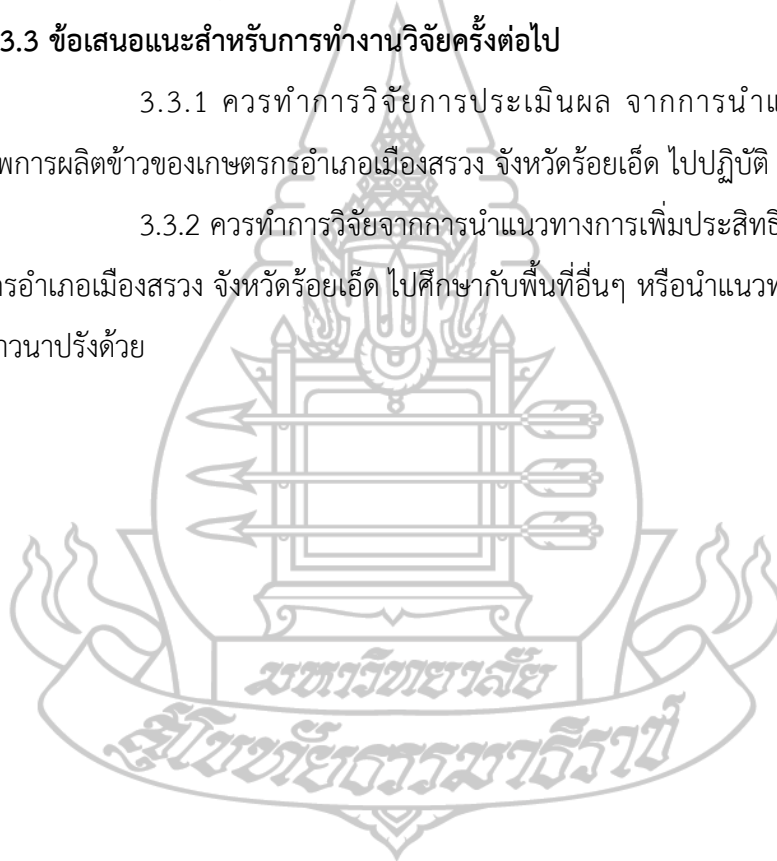 3.3 ข้อเสนอแนะสำหรับการทำงานวิจัยครั้งต่อไป
3.3.1 ควรทำการวิจัยการประเมินผล จากการนำแ
พการผลิตข้าวของเกษตรกรอำเภอเมืองสรวง จังหวัดร้อยเอ็ด ไปปฏิบัติ
3.3.2 ควรทำการวิจัยจากการนำแนวทางการเพิ่มประสิทธิ
กรอำเภอเมืองสรวง จังหวัดร้อยเอ็ด ไปศึกษากับพื้นที่อื่นๆ หรือนำแนวท
าวนาปรังด้วย
มหาวิทยาลัย
สุโขทัยธรรมาธิราช